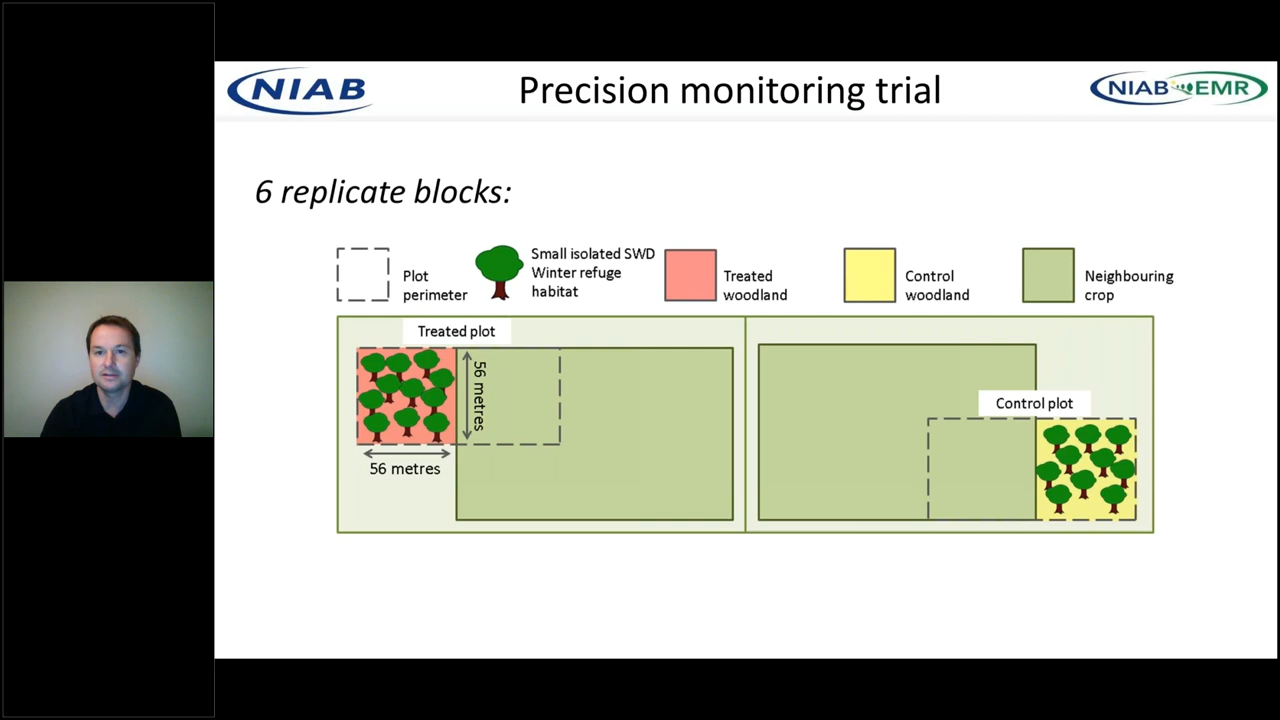 NIAB
Precision monitoring trial
NIAB EMR
6 replicate blocks:
Plot
perimeter
Small isolated SWD
Winter refuge
habitat
Treated
woodland
Control
woodland
Neighbouring
crop
Treated plot
56 metres
56 metres
Control plot